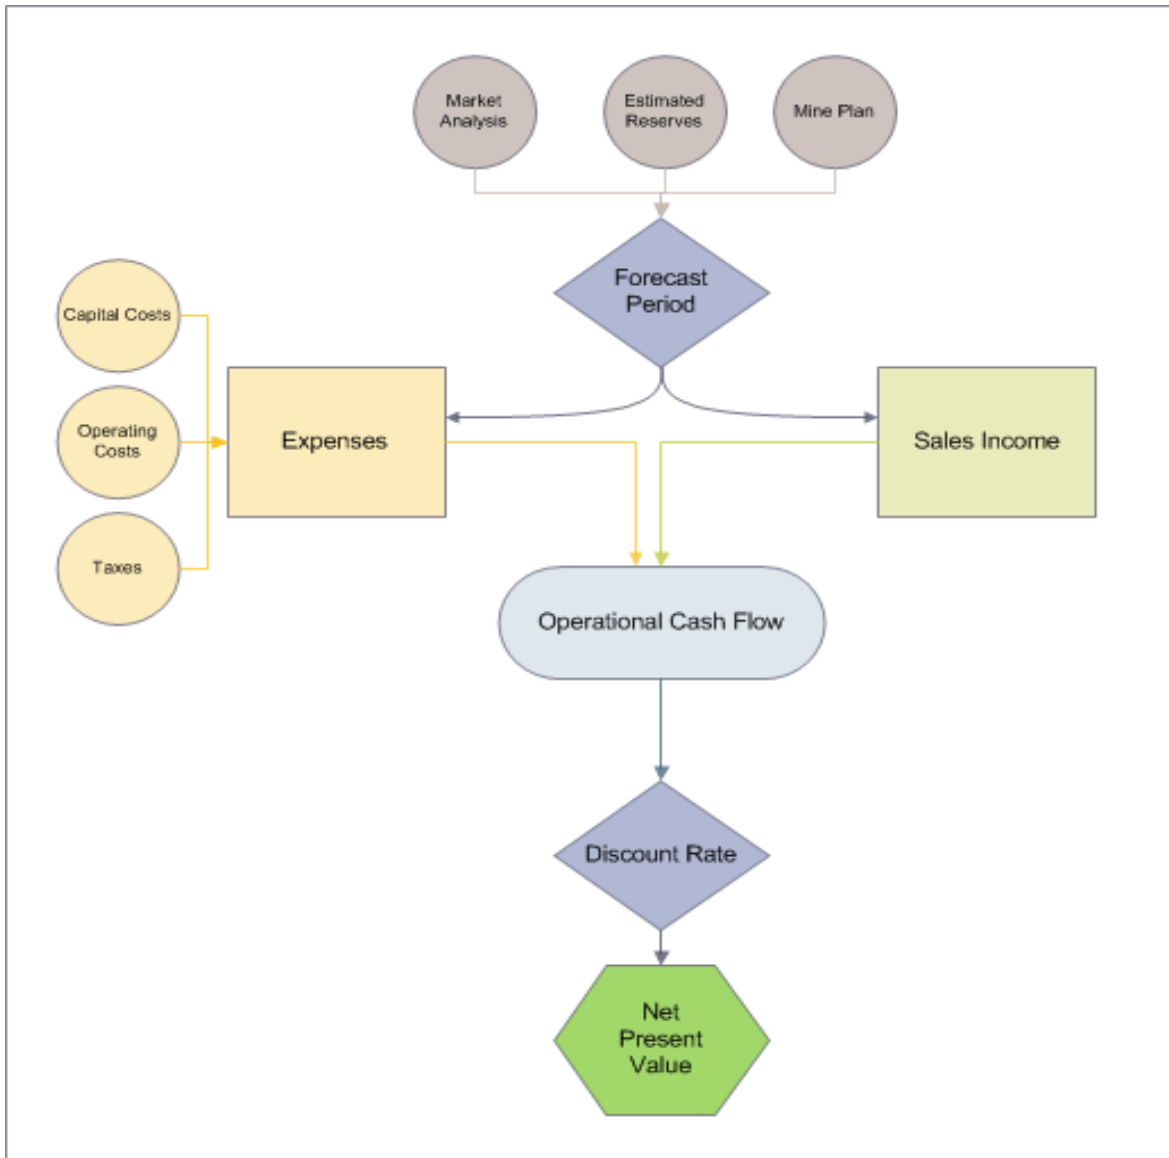 Market
Analysis
Estimated
Reserves
Mine Plan
Forecast
Period
Capital Costs
Operating
Costs
Taxes
Expenses
Sales Income
Operational Cash Flow
Discount Rate
Net
Present
Value